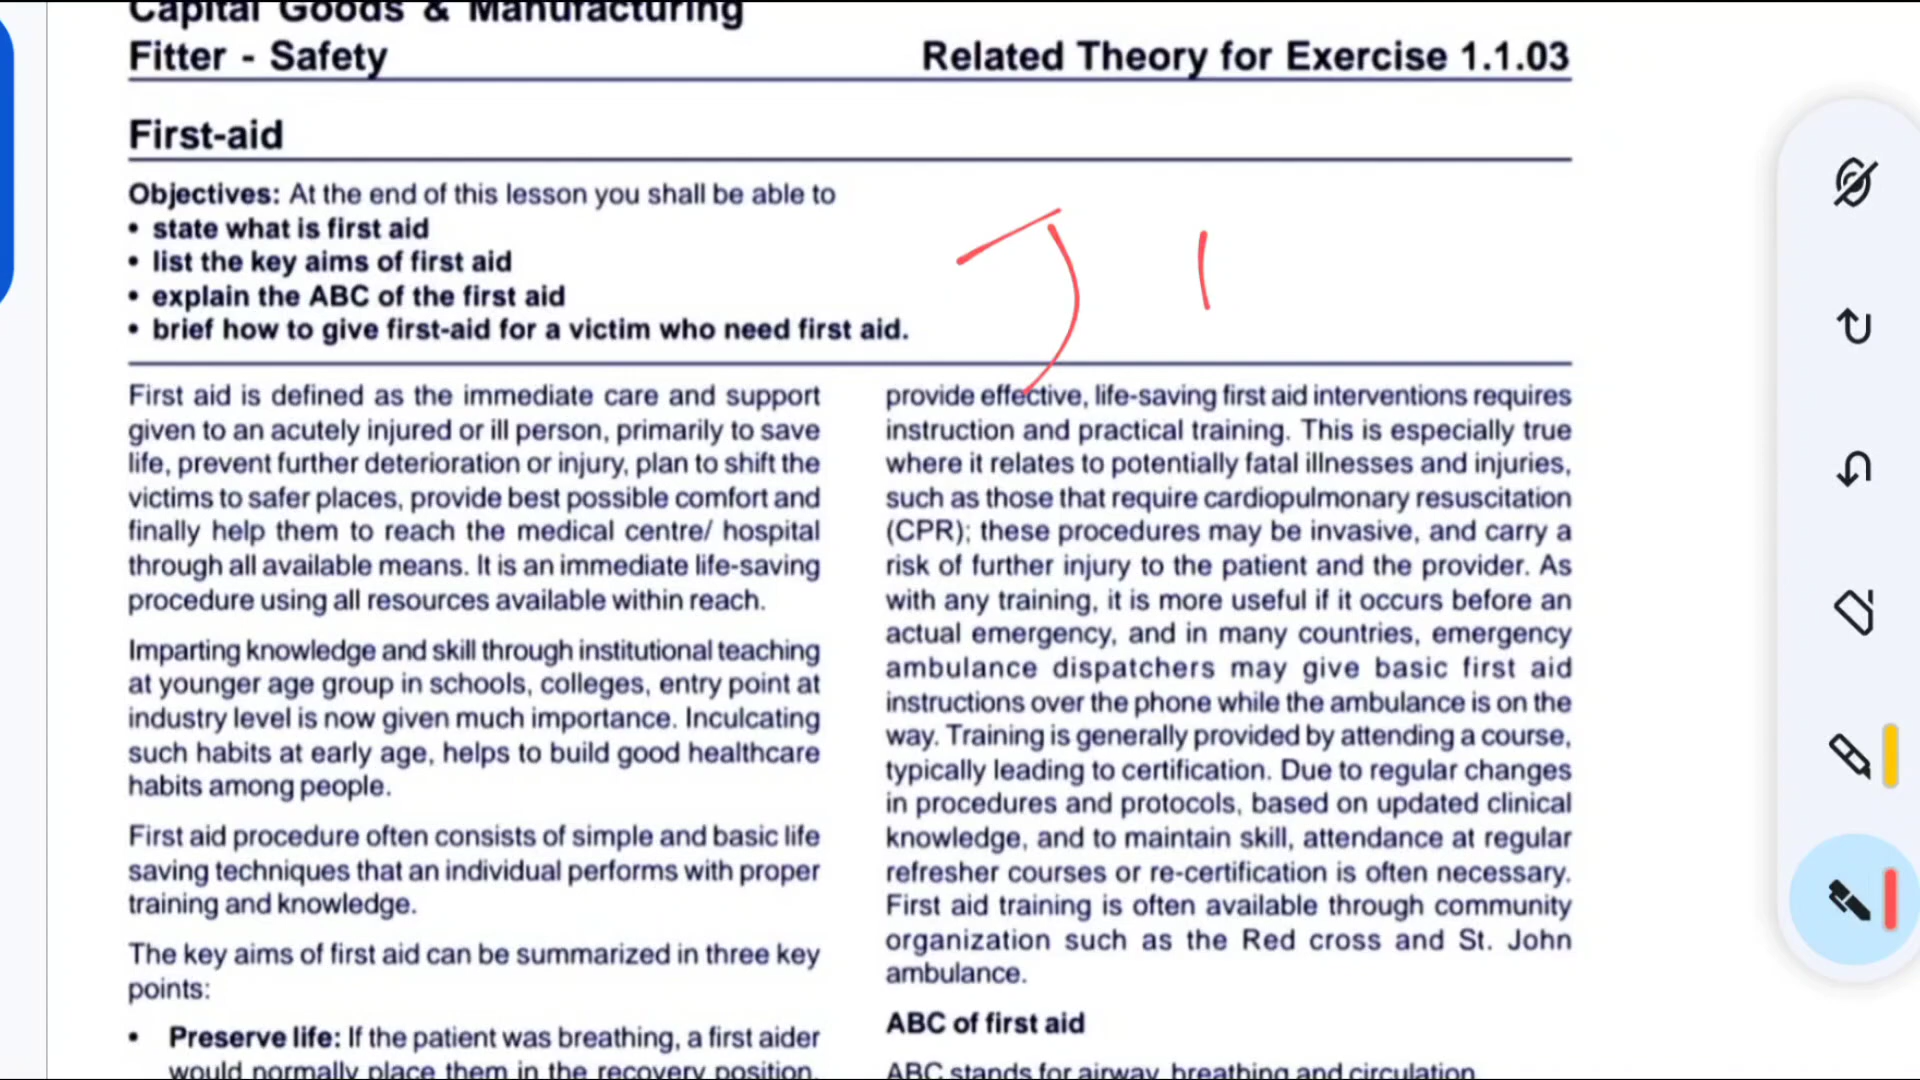 Capital Goods & Manufacturing
Fitter - Safety
Related Theory for Exercise 1.1.03
First-aid
Objectives: At the end of this lesson you shall be able to
• state what is first aid
• list the key aims of first aid
• explain the ABC of the first aid
• brief how to give first-aid for a victim who need first aid.
First aid is defined as the immediate care and support
given to an acutely injured or ill person, primarily to save
life, prevent further deterioration or injury, plan to shift the
victims to safer places, provide best possible comfort and
finally help them to reach the medical centre/ hospital
through all available means. It is an immediate life-saving
procedure using all resources available within reach.
Imparting knowledge and skill through institutional teaching
at younger age group in schools, colleges, entry point at
industry level is now given much importance. Inculcating
such habits at early age, helps to build good healthcare
habits among people.
First aid procedure often consists of simple and basic life
saving techniques that an individual performs with proper
training and knowledge.
The key aims of first aid can be summarized in three key
points:
• Preserve life: If the patient was breathing, a first aider
would normally place them in the recovery position,
provide effective, life-saving first aid interventions requires
instruction and practical training. This is especially true
where it relates to potentially fatal illnesses and injuries,
such as those that require cardiopulmonary resuscitation
(CPR); these procedures may be invasive, and carry a
risk of further injury to the patient and the provider. As
with any training, it is more useful if it occurs before an
actual emergency, and in many countries, emergency
ambulance dispatchers may give basic first aid
instructions over the phone while the ambulance is on the
way. Training is generally provided by attending a course,
typically leading to certification. Due to regular changes
in procedures and protocols, based on updated clinical
knowledge, and to maintain skill, attendance at regular
refresher courses or re-certification is often necessary.
First aid training is often available through community
organization such as the Red cross and St. John
ambulance.
ABC of first aid
ABC stands for airway, breathing and circulation